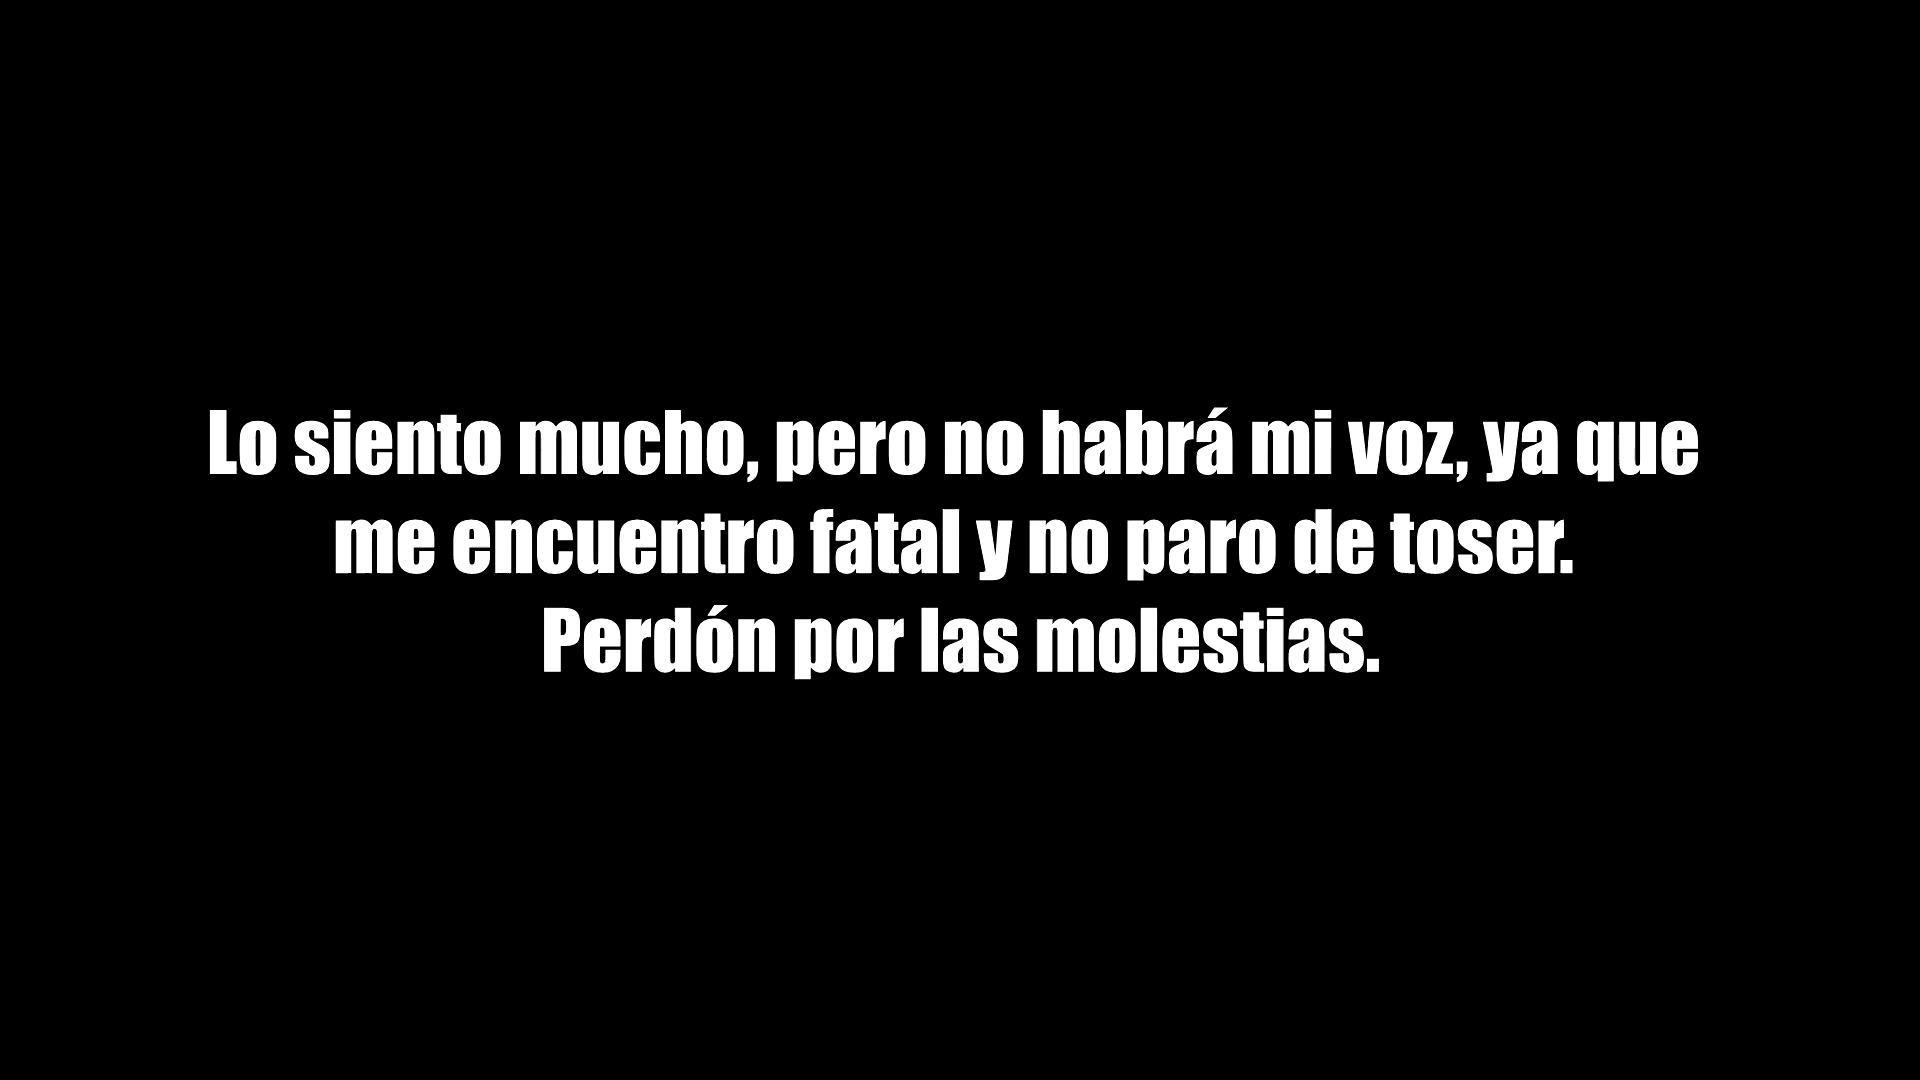 Lo siento mucho, pero no habrá mi voz, ya que
me encuentro fatal y no paro de toser.
Perdón por las molestias.